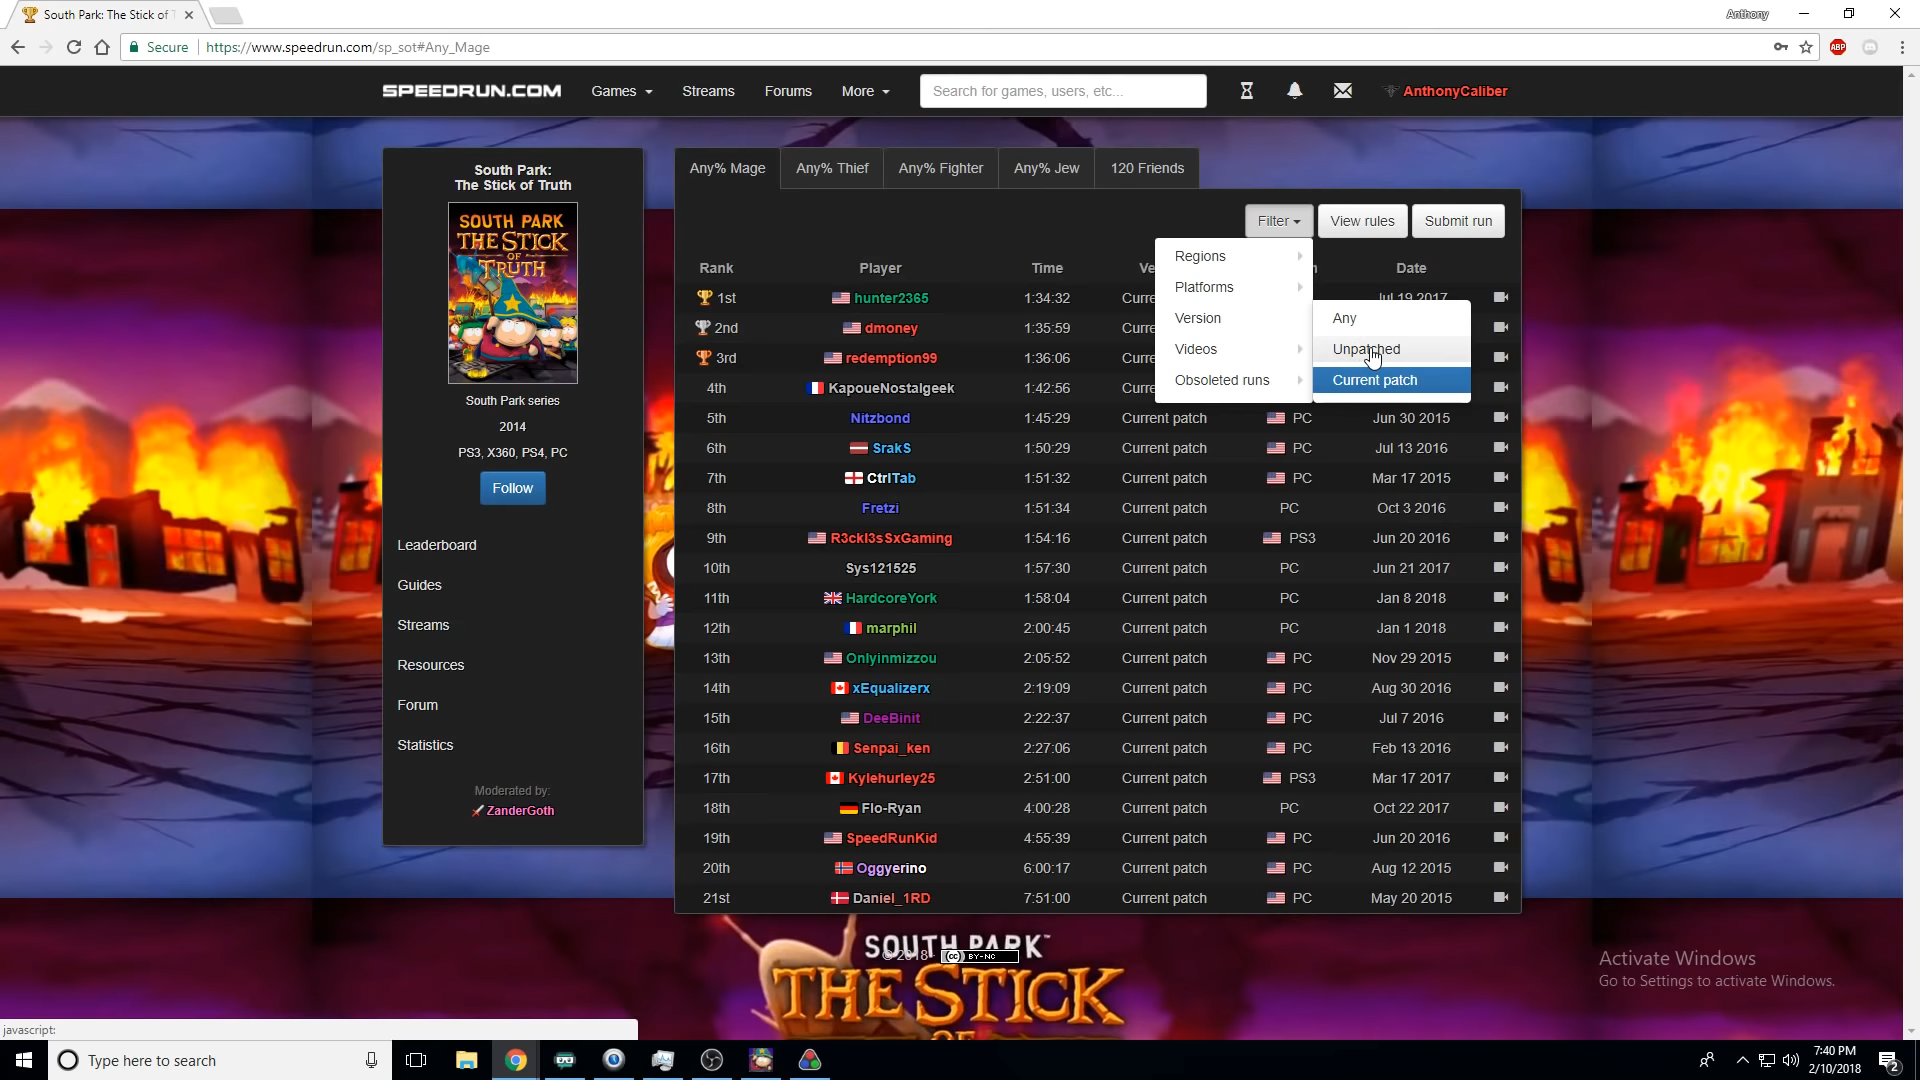 South Park: The Stick of T
Anthony
Secure
https://www.speedrun.com/sp_sot#Any_Mage
ABP
SPEEDRUN.COM
Games
Streams
Forums
More
Search for games, users, etc...
AnthonyCaliber
South Park:
The Stick of Truth
SOUTH PARK
THE STICK
OF
TRUTH
South Park series
2014
PS3, X360, PS4, PC
Follow
Leaderboard
Guides
Streams
Resources
Forum
Statistics
Moderated by:
ZanderGoth
Any% Mage
Any% Thief
Any% Fighter
Any% Jew
120 Friends
Filter
View rules
Submit run
Regions
Platforms
Version
Videos
Obsoleted runs
Any
Unpatched
Current patch
Rank Player Time Ve n Date
1st hunter2365 1:34:32 Curre Jul 19 2017
2nd dmoney 1:35:59 Curre
3rd redemption99 1:36:06 Curre
4th KapoueNostalgeek 1:42:56 Curre
5th Nitzbond 1:45:29 Current patch PC Jun 30 2015
6th SrakS 1:50:29 Current patch PC Jul 13 2016
7th CtrlTab 1:51:32 Current patch PC Mar 17 2015
8th Fretzi 1:51:34 Current patch PC Oct 3 2016
9th R3ckl3sSxGaming 1:54:16 Current patch PS3 Jun 20 2016
10th Sys121525 1:57:30 Current patch PC Jun 21 2017
11th HardcoreYork 1:58:04 Current patch PC Jan 8 2018
12th marphil 2:00:45 Current patch PC Jan 1 2018
13th Onlyinmizzou 2:05:52 Current patch PC Nov 29 2015
14th xEqualizerx 2:19:09 Current patch PC Aug 30 2016
15th DeeBinit 2:22:37 Current patch PC Jul 7 2016
16th Senpai_ken 2:27:06 Current patch PC Feb 13 2016
17th Kylehurley25 2:51:00 Current patch PS3 Mar 17 2017
18th Flo-Ryan 4:00:28 Current patch PC Oct 22 2017
19th SpeedRunKid 4:55:39 Current patch PC Jun 20 2016
20th Oggyerino 6:00:17 Current patch PC Aug 12 2015
21st Daniel_1RD 7:51:00 Current patch PC May 20 2015
SOUTH PARK™
© 2018 - cc BY-NC
THE STICK
OF
Activate Windows
Go to Settings to activate Windows.
javascript:
Type here to search
7:40 PM
2/10/2018
2